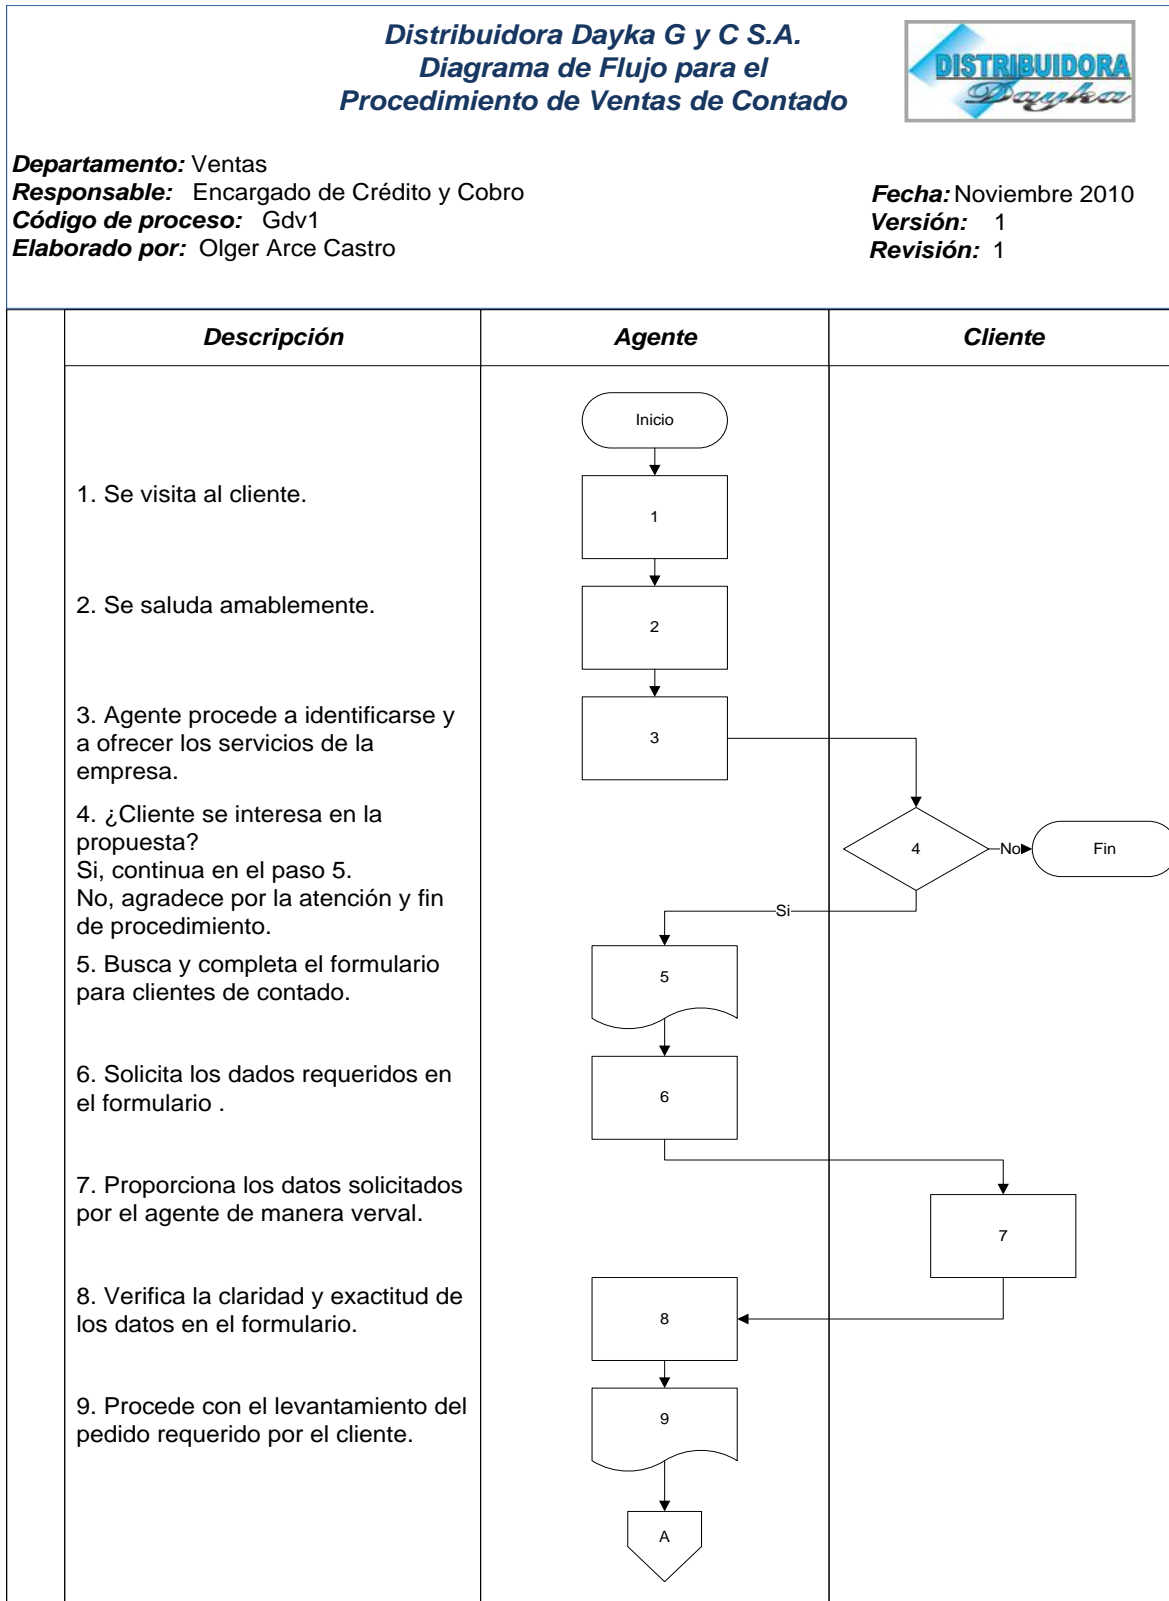 Distribuidora Dayka G y C S.A.
Diagrama de Flujo para el
Procedimiento de Ventas de Contado
DISTRIBUIDORA
Dayka
Departamento: Ventas
Responsable: Encargado de Crédito y Cobro
Código de proceso: Gdv1
Elaborado por: Olger Arce Castro
Fecha: Noviembre 2010
Versión: 1
Revisión: 1
Descripción
Agente
Cliente
Inicio
1. Se visita al cliente.
1
2. Se saluda amablemente.
2
3. Agente procede a identificarse y
a ofrecer los servicios de la
empresa.
3
4. ¿Cliente se interesa en la
propuesta?
Si, continua en el paso 5.
No, agradece por la atención y fin
de procedimiento.
4
No
Fin
Si
5. Busca y completa el formulario
para clientes de contado.
5
6. Solicita los dados requeridos en
el formulario .
6
7. Proporciona los datos solicitados
por el agente de manera verval.
7
8. Verifica la claridad y exactitud de
los datos en el formulario.
8
9. Procede con el levantamiento del
pedido requerido por el cliente.
9
A